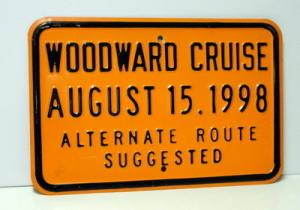 WOODWARD CRUISE
AUGUST 15.1998
ALTERNATE ROUTE
SUGGESTED